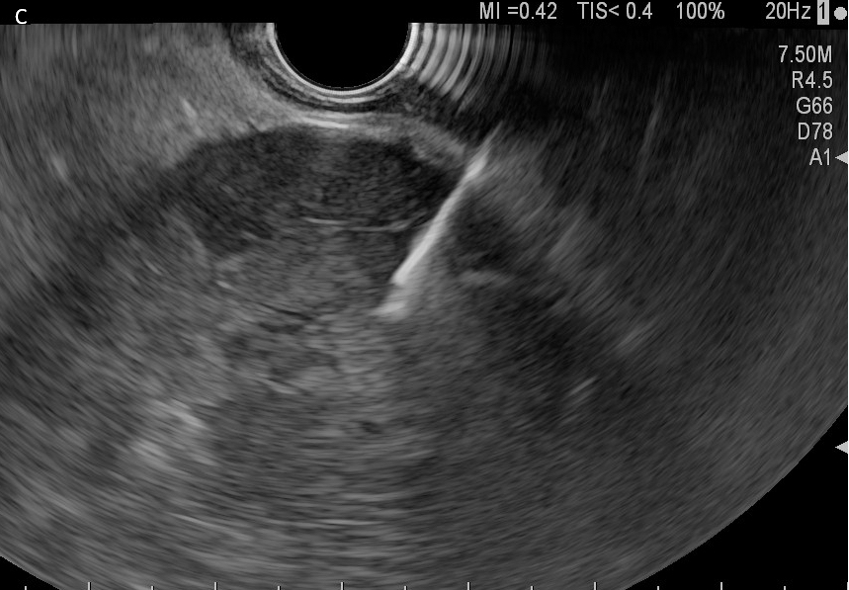 C
MI =0.42 TIS< 0.4 100% 20Hz 1
7.50M
R4.5
G66
D78
A1